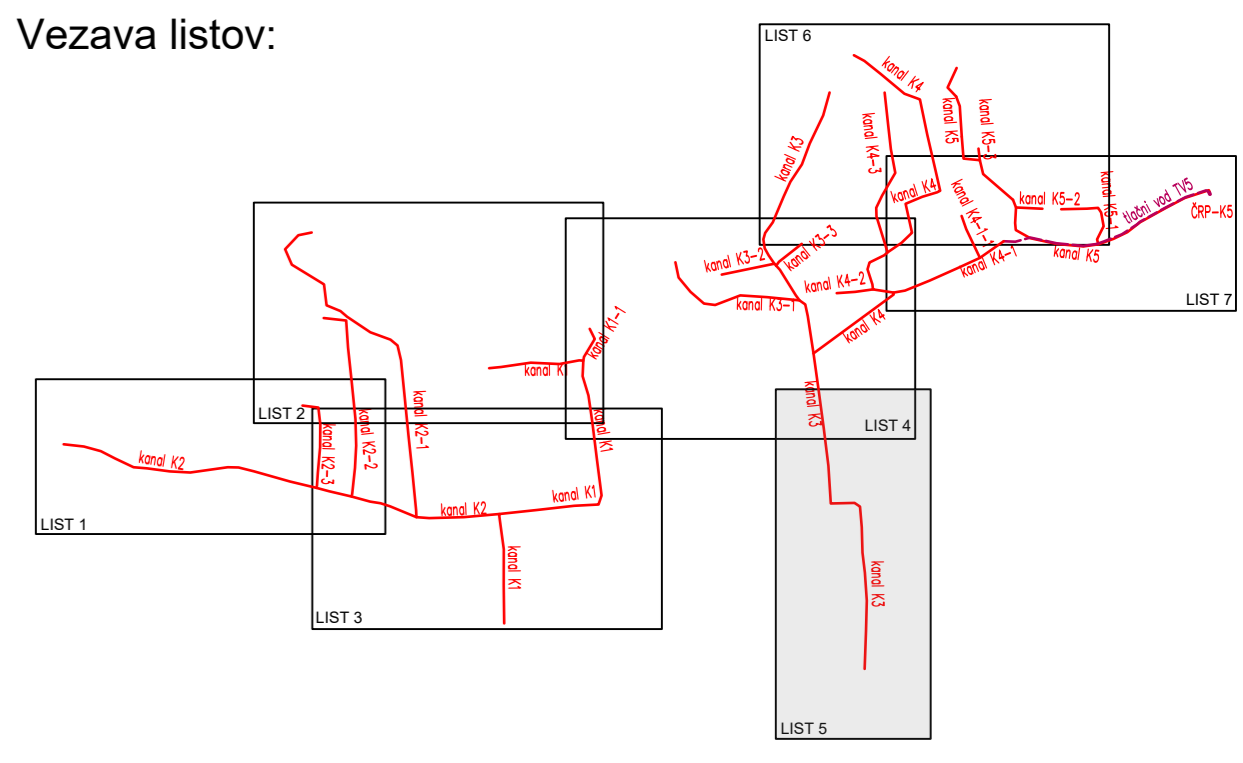 Vezava listov:
LIST 6
kanal K4
kanal K3
kanal K4-3
kanal K5
kanal K5-3
kanal K4
kanal K4-1-1
kanal K5-2
kanal K5-1
tlačni vod TV5
ČRP-K5
kanal K5
kanal K4-1
LIST 7
kanal K3-2
kanal K3-3
kanal K4-2
kanal K3-1
kanal K4
kanal K1-1
kanal K1
kanal K3
LIST 4
LIST 2
kanal K2-1
kanal K2-2
kanal K2-3
kanal K1
kanal K2
LIST 1
kanal K2
kanal K1
kanal K1
LIST 3
kanal K3
LIST 5